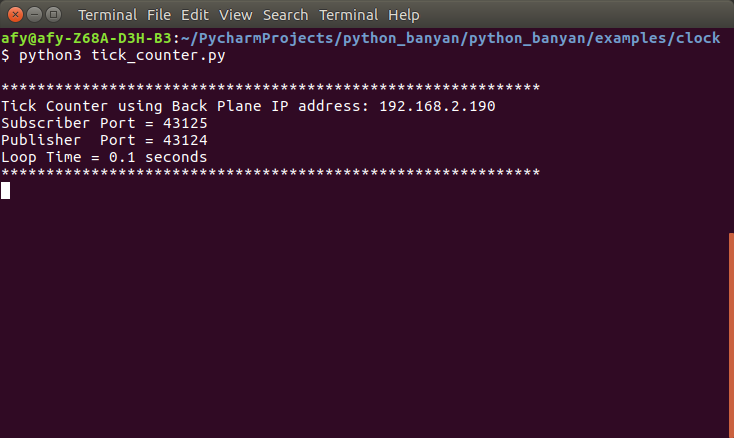 Terminal File Edit View Search Terminal Help
afy@afy-Z68A-D3H-B3:~/PycharmProjects/python_banyan/python_banyan/examples/clock
$ python3 tick_counter.py
************************************************************
Tick Counter using Back Plane IP address: 192.168.2.190
Subscriber Port = 43125
Publisher  Port = 43124
Loop Time = 0.1 seconds
************************************************************